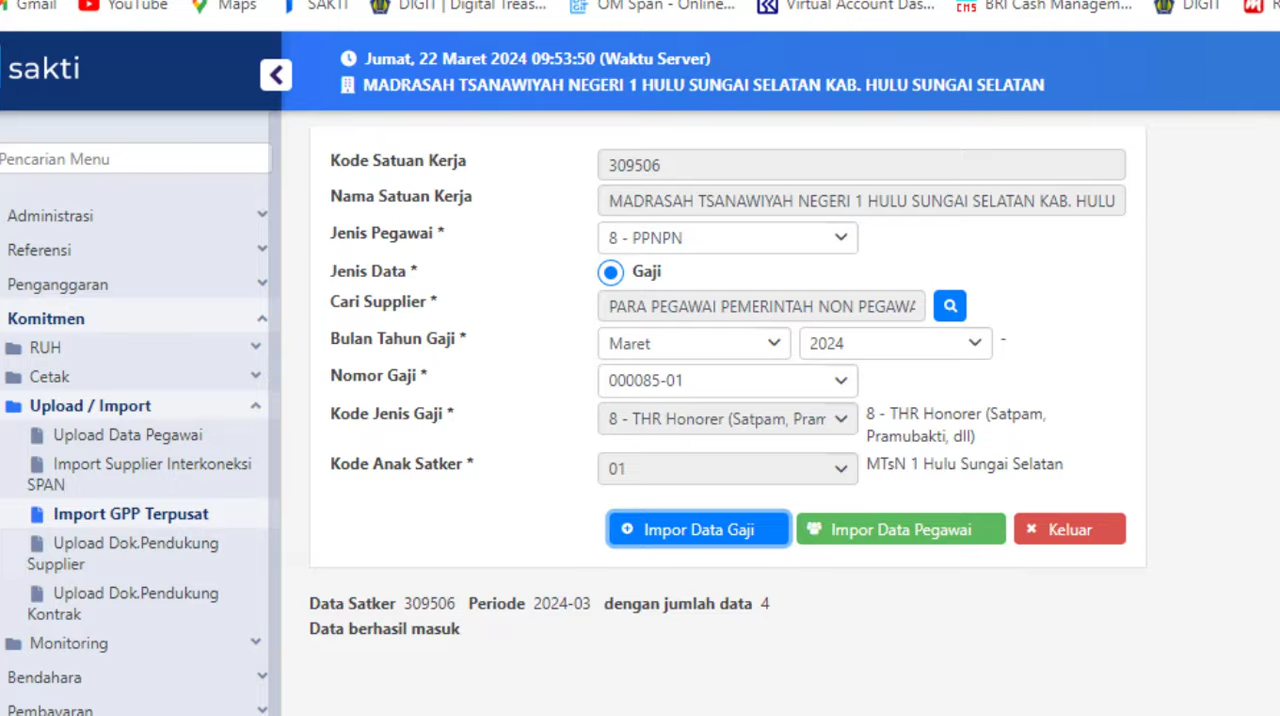 Gmail
YouTube
Maps
SAKTI
DIGIT | Digital Treas...
OM Span - Online...
Virtual Account Das...
CMS
BRI Cash Managem...
DIGIT
sakti
Jumat, 22 Maret 2024 09:53:50 (Waktu Server)
MADRASAH TSANAWIYAH NEGERI 1 HULU SUNGAI SELATAN KAB. HULU SUNGAI SELATAN
Pencarian Menu
Administrasi
Referensi
Penganggaran
Komitmen
RUH
Cetak
Upload / Import
Upload Data Pegawai
Import Supplier Interkoneksi
SPAN
Import GPP Terpusat
Upload Dok.Pendukung
Supplier
Upload Dok.Pendukung
Kontrak
Monitoring
Bendahara
Pembayaran
Kode Satuan Kerja
309506
Nama Satuan Kerja
MADRASAH TSANAWIYAH NEGERI 1 HULU SUNGAI SELATAN KAB. HULU
Jenis Pegawai *
8 - PPNPN
Jenis Data *
Gaji
Cari Supplier *
PARA PEGAWAI PEMERINTAH NON PEGAWA
Bulan Tahun Gaji *
Maret
2024
-
Nomor Gaji *
000085-01
Kode Jenis Gaji *
8 - THR Honorer (Satpam, Pram
8 - THR Honorer (Satpam,
Pramubakti, dll)
Kode Anak Satker *
01
MTsN 1 Hulu Sungai Selatan
Impor Data Gaji
Impor Data Pegawai
Keluar
Data Satker 309506 Periode 2024-03 dengan jumlah data 4
Data berhasil masuk